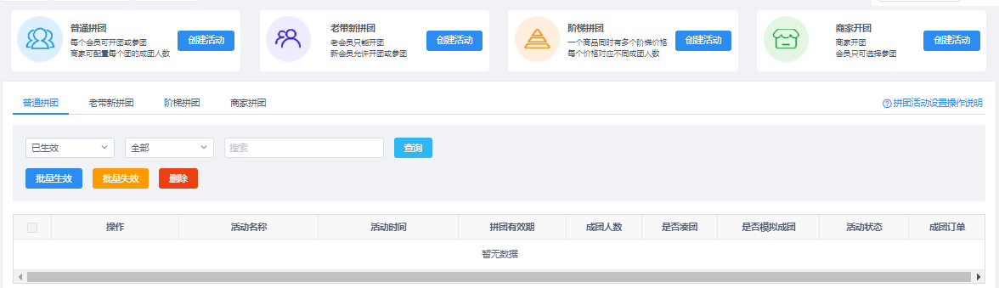 普通拼团
每个会员可开团或参团
商家可配置每个团的成团人数
创建活动
老带新拼团
老会员只能开团
新会员允许开团或参团
创建活动
阶梯拼团
一个商品同时有多个阶梯价格
每个价格对应不同成团人数
创建活动
商家开团
商家开团
会员只可选择参团
创建活动
普通拼团 老带新拼团 阶梯拼团 商家拼团 拼团活动设置操作说明
已生效 全部 搜索 查询
批量生效 批量失效 删除
操作 活动名称 活动时间 拼团有效期 成团人数 是否凑团 是否模拟成团 活动状态 成团订单
暂无数据